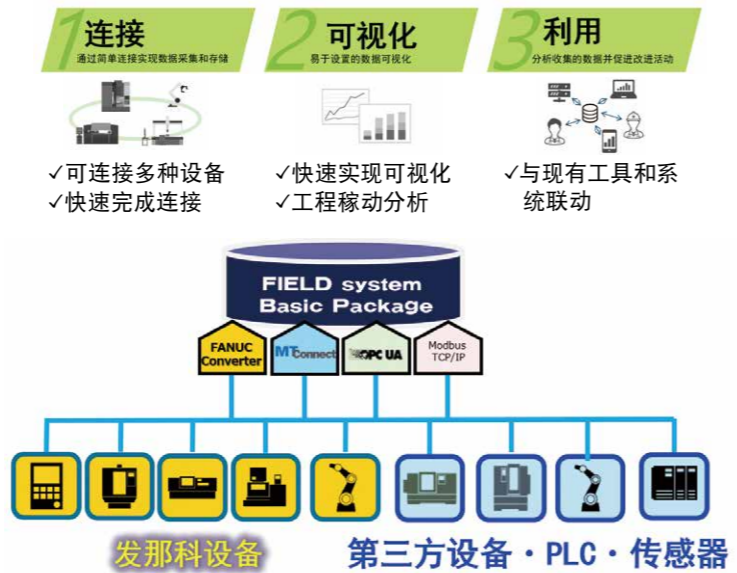 1 连接
通过简单连接实现数据采集和存储
2 可视化
易于设置的数据可视化
3 利用
分析收集的数据并促进改进活动
✓可连接多种设备
✓快速完成连接
✓快速实现可视化
✓工程稼动分析
✓与现有工具和系
统联动
FIELD system
Basic Package
FANUC
Converter
MTConnect
OPC UA
Modbus
TCP/IP
发那科设备
第三方设备・PLC・传感器